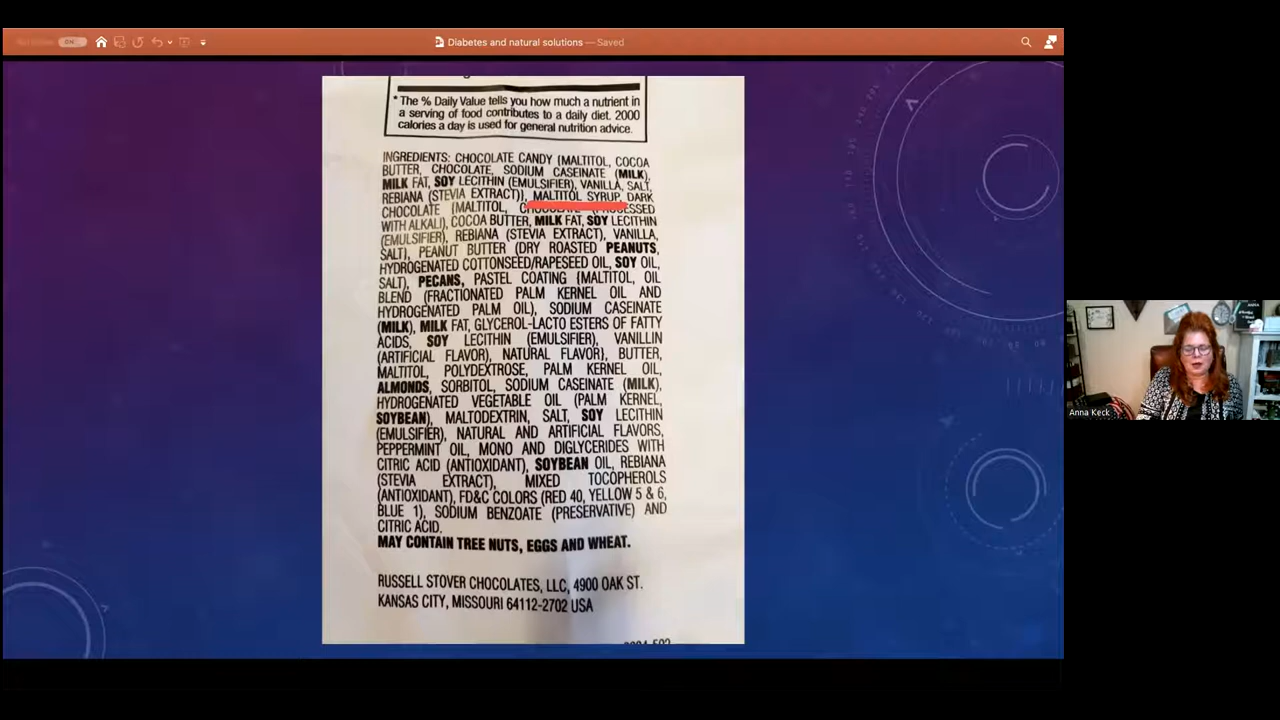 Diabetes and natural solutions — Saved
* The % Daily Value tells you how much a nutrient in
a serving of food contributes to a daily diet. 2000
calories a day is used for general nutrition advice.
INGREDIENTS: CHOCOLATE CANDY {MALTITOL, COCOA
BUTTER, CHOCOLATE, SODIUM CASEINATE (MILK),
MILK FAT, SOY LECITHIN (EMULSIFIER), VANILLA, SALT,
REBIANA (STEVIA EXTRACT)}, MALTITOL SYRUP, DARK
CHOCOLATE {MALTITOL, CHOCOLATE (PROCESSED
WITH ALKALI), COCOA BUTTER, MILK FAT, SOY LECITHIN
(EMULSIFIER), REBIANA (STEVIA EXTRACT), VANILLA,
SALT}, PEANUT BUTTER (DRY ROASTED PEANUTS,
HYDROGENATED COTTONSEED/RAPESEED OIL, SOY OIL,
SALT), PECANS, PASTEL COATING {MALTITOL, OIL
BLEND (FRACTIONATED PALM KERNEL OIL AND
HYDROGENATED PALM OIL), SODIUM CASEINATE
(MILK), MILK FAT, GLYCEROL-LACTO ESTERS OF FATTY
ACIDS, SOY LECITHIN (EMULSIFIER), VANILLIN
(ARTIFICIAL FLAVOR), NATURAL FLAVOR}, BUTTER,
MALTITOL, POLYDEXTROSE, PALM KERNEL OIL,
ALMONDS, SORBITOL, SODIUM CASEINATE (MILK),
HYDROGENATED VEGETABLE OIL (PALM KERNEL,
SOYBEAN), MALTODEXTRIN, SALT, SOY LECITHIN
(EMULSIFIER), NATURAL AND ARTIFICIAL FLAVORS,
PEPPERMINT OIL, MONO AND DIGLYCERIDES WITH
CITRIC ACID (ANTIOXIDANT), SOYBEAN OIL, REBIANA
(STEVIA EXTRACT), MIXED TOCOPHEROLS
(ANTIOXIDANT), FD&C COLORS (RED 40, YELLOW 5 & 6,
BLUE 1), SODIUM BENZOATE (PRESERVATIVE) AND
CITRIC ACID.
MAY CONTAIN TREE NUTS, EGGS AND WHEAT.
RUSSELL STOVER CHOCOLATES, LLC, 4900 OAK ST.
KANSAS CITY, MISSOURI 64112-2702 USA
Anna Keck